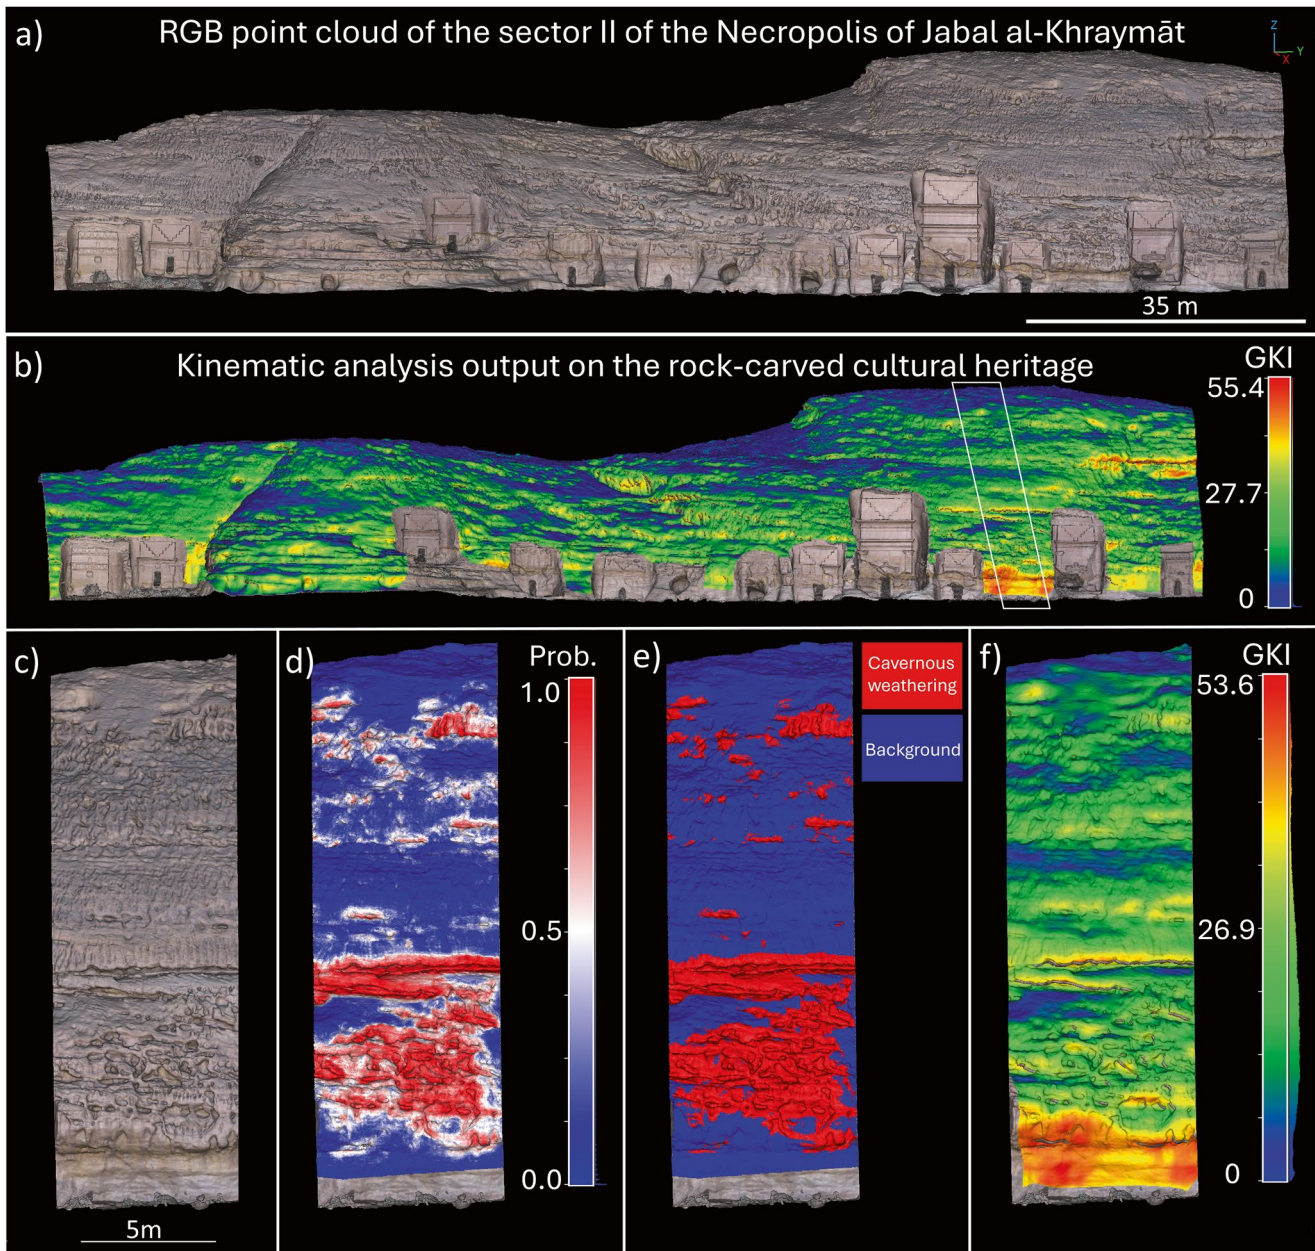 a)
RGB point cloud of the sector II of the Necropolis of Jabal al-Khraymāt
Z
Y
X
35 m
b)
Kinematic analysis output on the rock-carved cultural heritage
GKI
55.4
27.7
0
c)
5m
d)
Prob.
1.0
0.5
0.0
e)
Cavernous
weathering
Background
f)
GKI
53.6
26.9
0